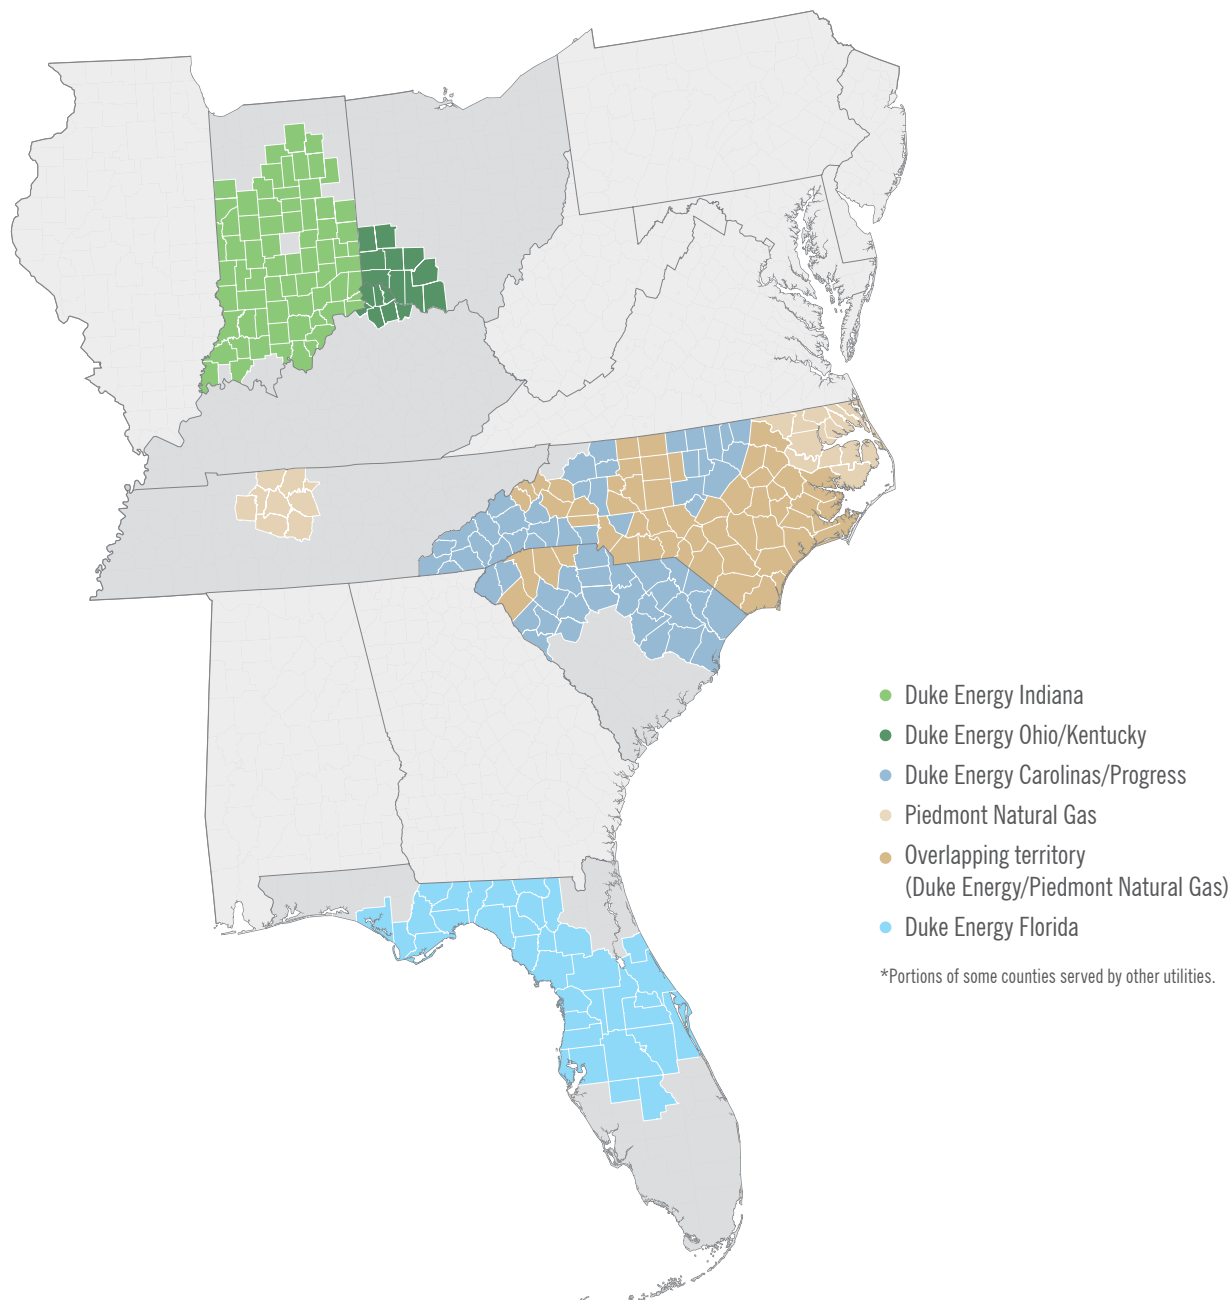 Duke Energy Indiana
Duke Energy Ohio/Kentucky
Duke Energy Carolinas/Progress
Piedmont Natural Gas
Overlapping territory
(Duke Energy/Piedmont Natural Gas)
Duke Energy Florida
*Portions of some counties served by other utilities.